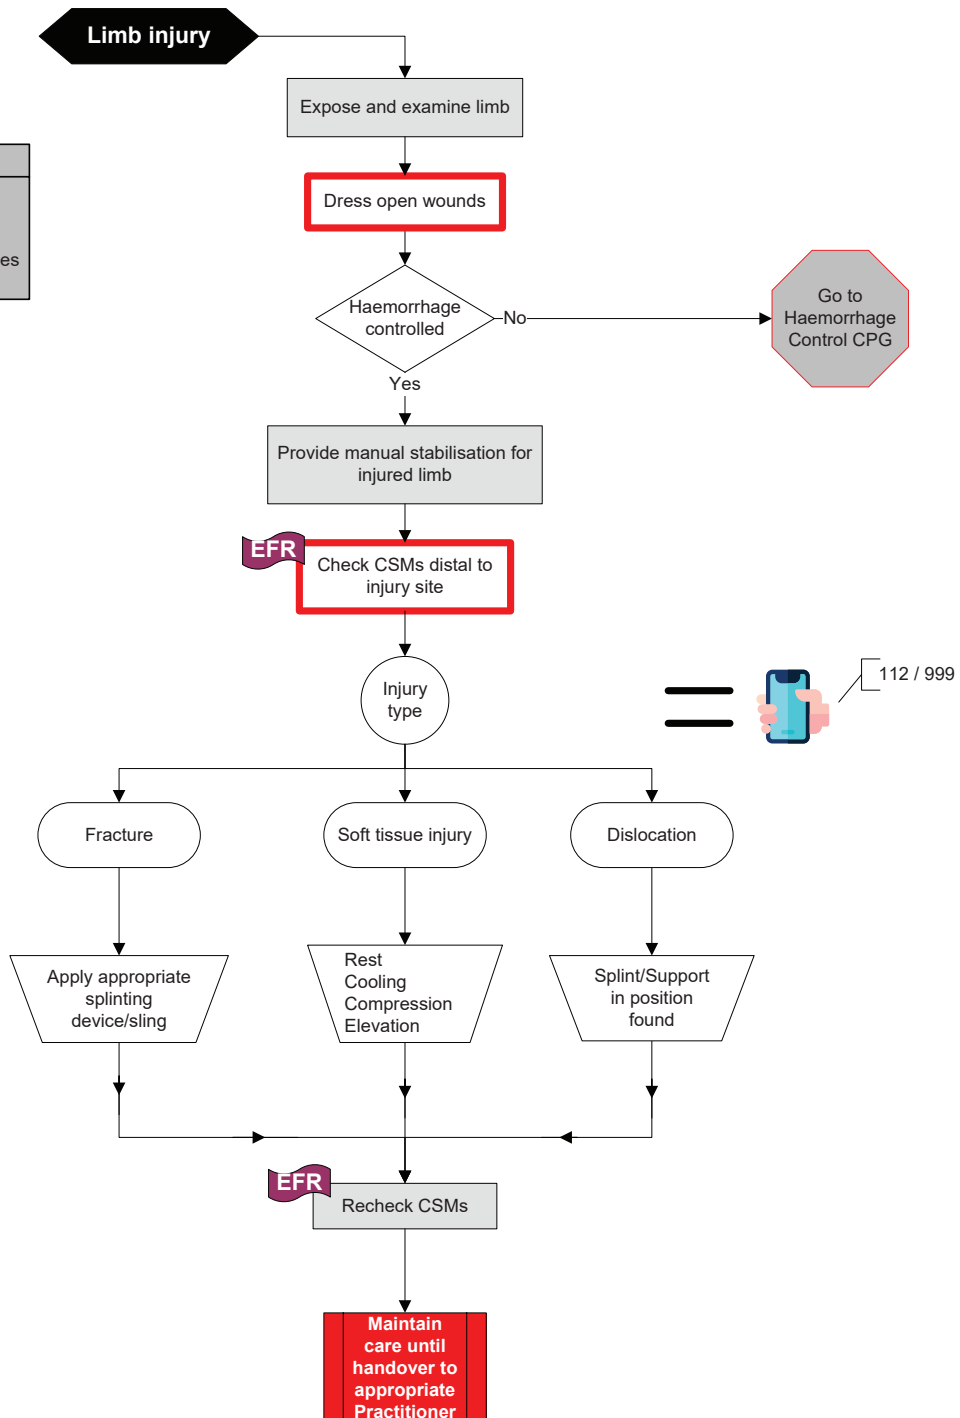 Limb injury
Expose and examine limb
es
Dress open wounds
Haemorrhage
controlled
No
Go to
Haemorrhage
Control CPG
Yes
Provide manual stabilisation for
injured limb
EFR
Check CSMs distal to
injury site
112 / 999
Injury
type
Fracture
Soft tissue injury
Dislocation
Apply appropriate
splinting
device/sling
Rest
Cooling
Compression
Elevation
Splint/Support
in position
found
EFR
Recheck CSMs
Maintain
care until
handover to
appropriate
Practitioner